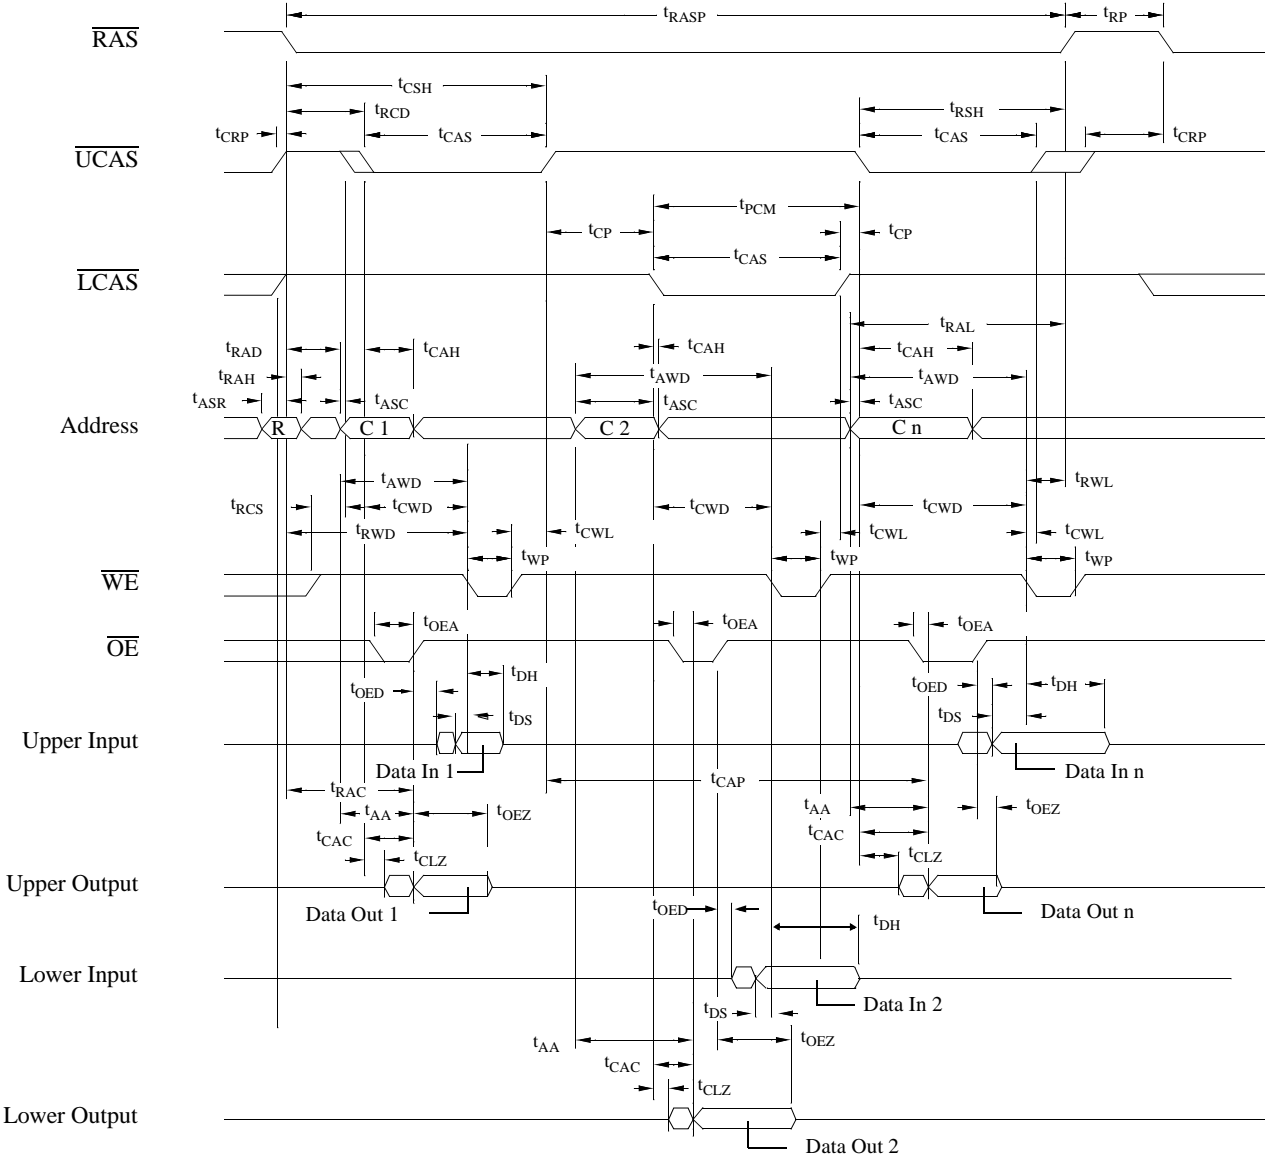 tRASP tRP
RAS
tCSH
tRCD tRSH
tCRP tCAS tCAS tCRP
UCAS
tPCM
tCP tCP
tCAS
LCAS
tRAL
tRAD tCAH tCAH tCAH
tRAH tAWD tAWD
tASR tASC tASC tASC
Address R C 1 C 2 C n
tAWD tRWL
tRCS tCWD tCWD tCWD
tRWD tCWL tCWL tCWL
tWP tWP tWP
WE
tOEA tOEA tOEA
OE
tDH
tOED tOED tDH
tDS tDS
Upper Input
Data In 1 Data In n
tRAC tCAP
tAA tOEZ tAA tOEZ
tCAC tCAC
tCLZ tCLZ
Upper Output
Data Out 1 Data Out n
tOED tDH
Lower Input
Data In 2
tDS
tAA tOEZ
tCAC
tCLZ
Lower Output
Data Out 2